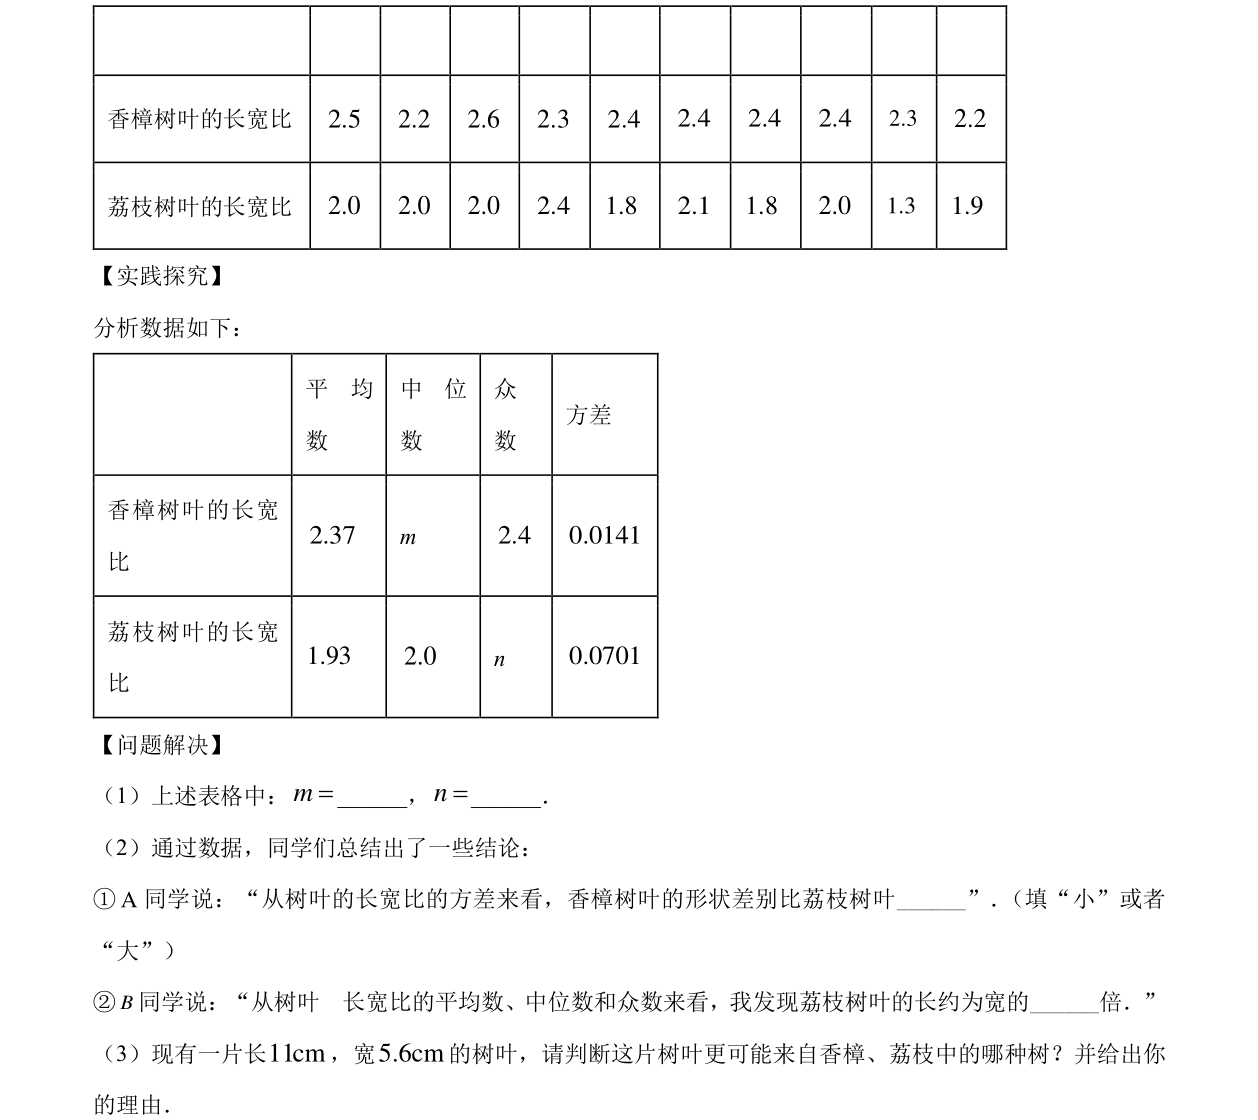 香樟树叶的长宽比 2.5 2.2 2.6 2.3 2.4 2.4 2.4 2.4 2.3 2.2
荔枝树叶的长宽比 2.0 2.0 2.0 2.4 1.8 2.1 1.8 2.0 1.3 1.9
【实践探究】
分析数据如下：
平均
数
中位
数
众
数
方差
香樟树叶的长宽
比
2.37 m 2.4 0.0141
荔枝树叶的长宽
比
1.93 2.0 n 0.0701
【问题解决】
（1）上述表格中：m=_____，n=_____．
（2）通过数据，同学们总结出了一些结论：
①A 同学说：“从树叶的长宽比的方差来看，香樟树叶的形状差别比荔枝树叶______”．（填“小”或者
“大”）
②B 同学说：“从树叶 长宽比的平均数、中位数和众数来看，我发现荔枝树叶的长约为宽的______倍．”
（3）现有一片长11cm，宽5.6cm的树叶，请判断这片树叶更可能来自香樟、荔枝中的哪种树？并给出你
的理由．